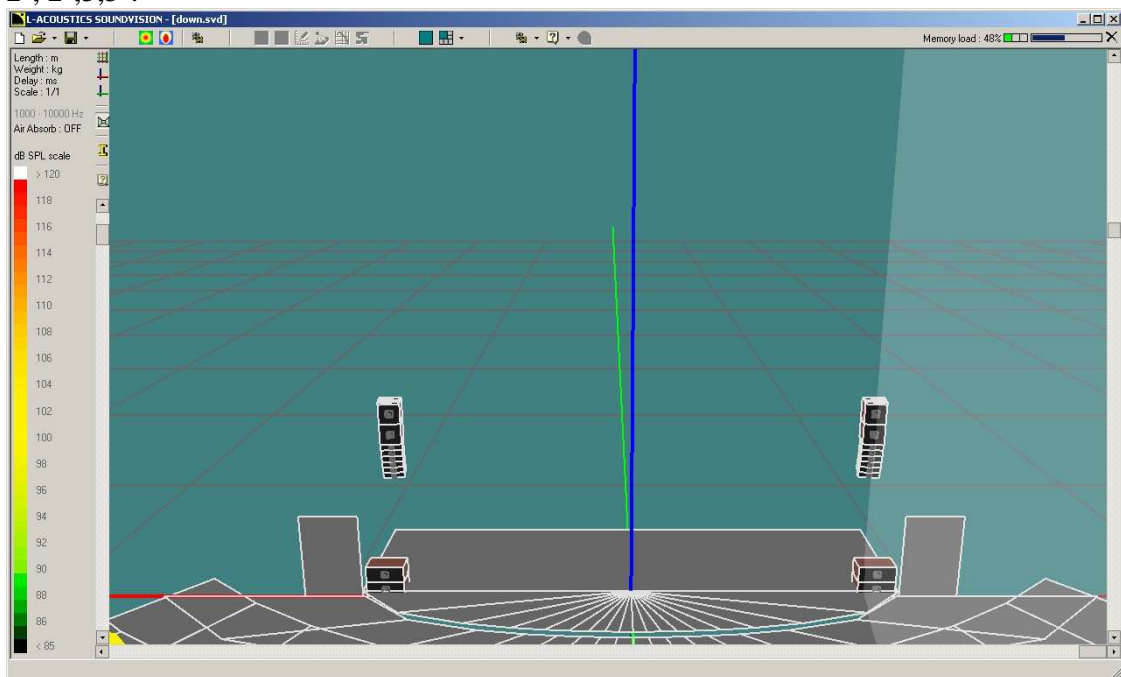 L-ACOUSTICS SOUNDVISION - [down.svd]
Memory load : 48%
Length : m
Weight : kg
Delay : ms
Scale : 1/1
1000 - 10000 Hz
Air Absorb : OFF
dB SPL scale
> 120
118
116
114
112
110
108
106
104
102
100
98
96
94
92
90
88
86
< 85